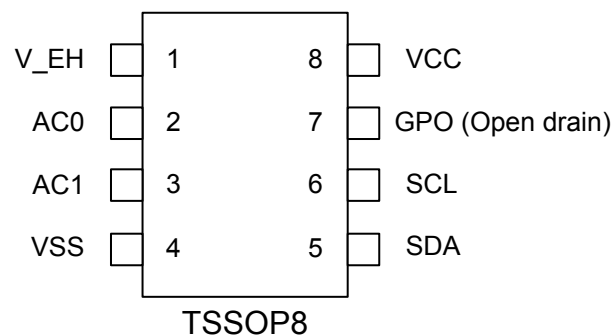 V_EH 1 8 VCC
AC0 2 7 GPO (Open drain)
AC1 3 6 SCL
VSS 4 5 SDA
TSSOP8